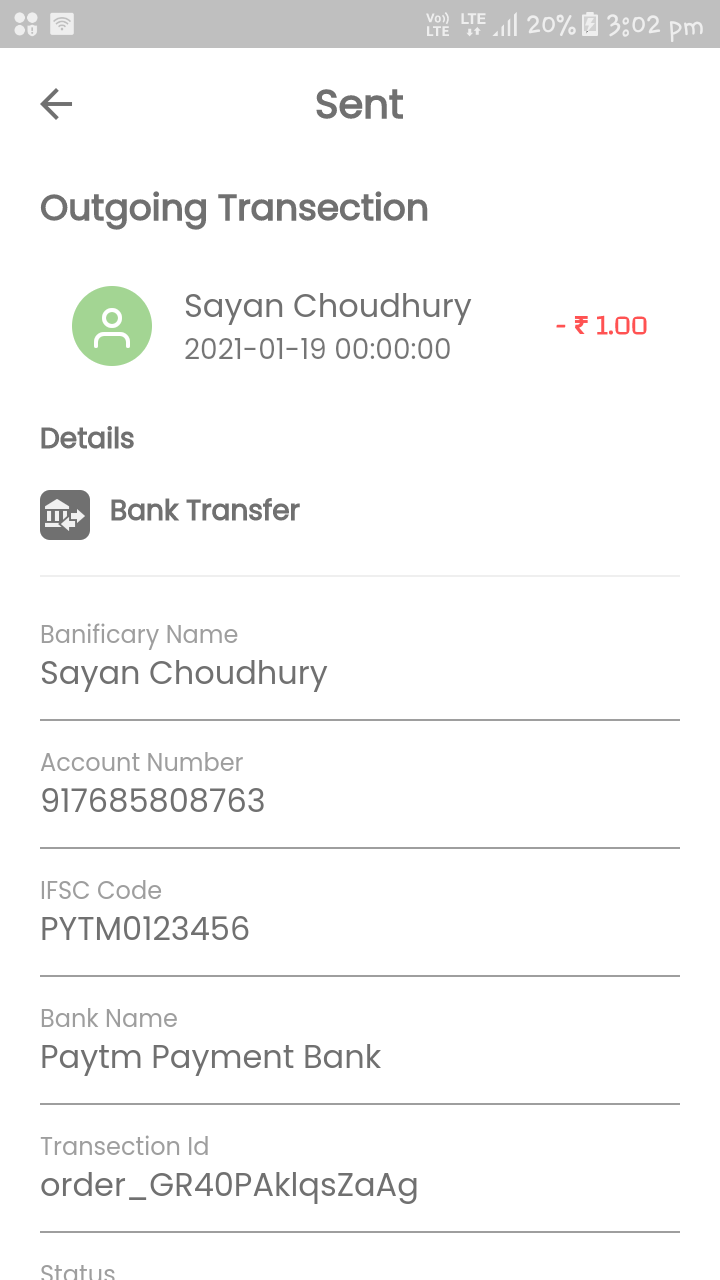 Vo)) LTE LTE 20% 3:02 pm
Sent
Outgoing Transection
Sayan Choudhury
- ₹ 1.00
2021-01-19 00:00:00
Details
Bank Transfer
Banificary Name
Sayan Choudhury
Account Number
917685808763
IFSC Code
PYTM0123456
Bank Name
Paytm Payment Bank
Transection Id
order_GR40PAklqsZaAg
Status